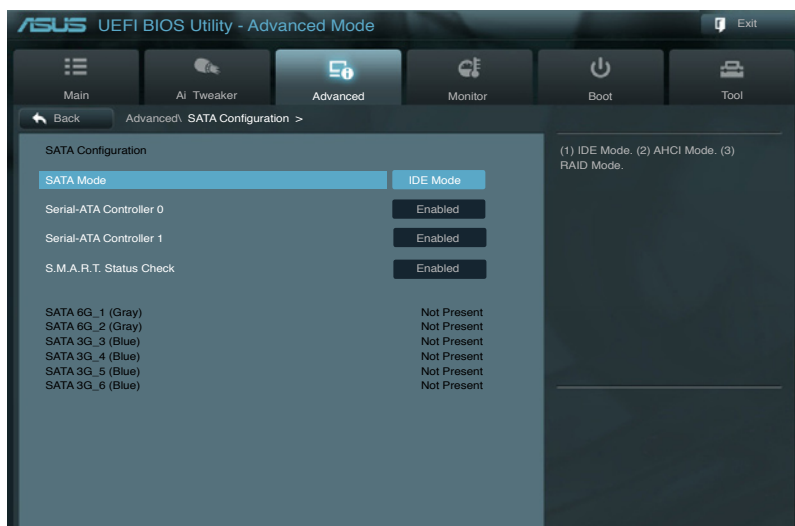 ASUS UEFI BIOS Utility - Advanced Mode
Exit
Main
Ai Tweaker
Advanced
Monitor
Boot
Tool
Back
Advanced\ SATA Configuration >
SATA Configuration
SATA Mode IDE Mode
Serial-ATA Controller 0 Enabled
Serial-ATA Controller 1 Enabled
S.M.A.R.T. Status Check Enabled
SATA 6G_1 (Gray) Not Present
SATA 6G_2 (Gray) Not Present
SATA 3G_3 (Blue) Not Present
SATA 3G_4 (Blue) Not Present
SATA 3G_5 (Blue) Not Present
SATA 3G_6 (Blue) Not Present
(1) IDE Mode. (2) AHCI Mode. (3)
RAID Mode.